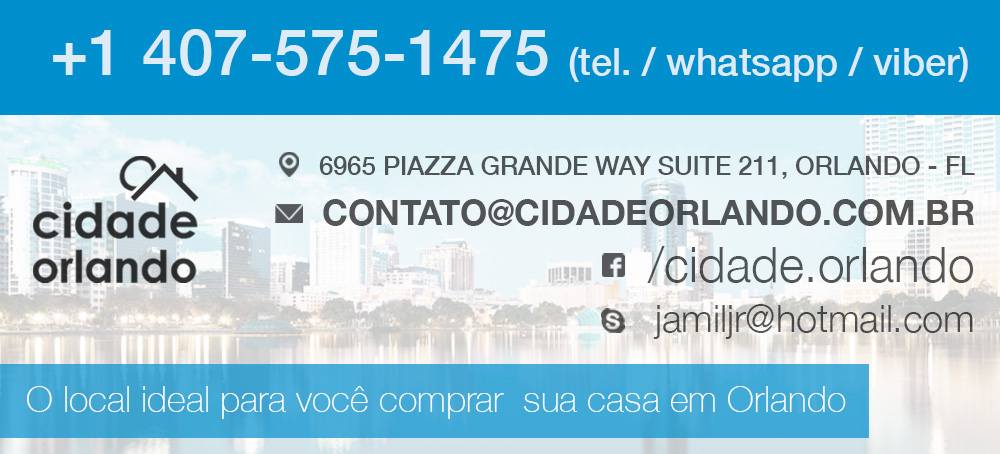 +1 407-575-1475 (tel. / whatsapp / viber)
cidade
orlando
6965 PIAZZA GRANDE WAY SUITE 211, ORLANDO - FL
CONTATO@CIDADEORLANDO.COM.BR
/cidade.orlando
jamiljr@hotmail.com
O local ideal para você comprar sua casa em Orlando